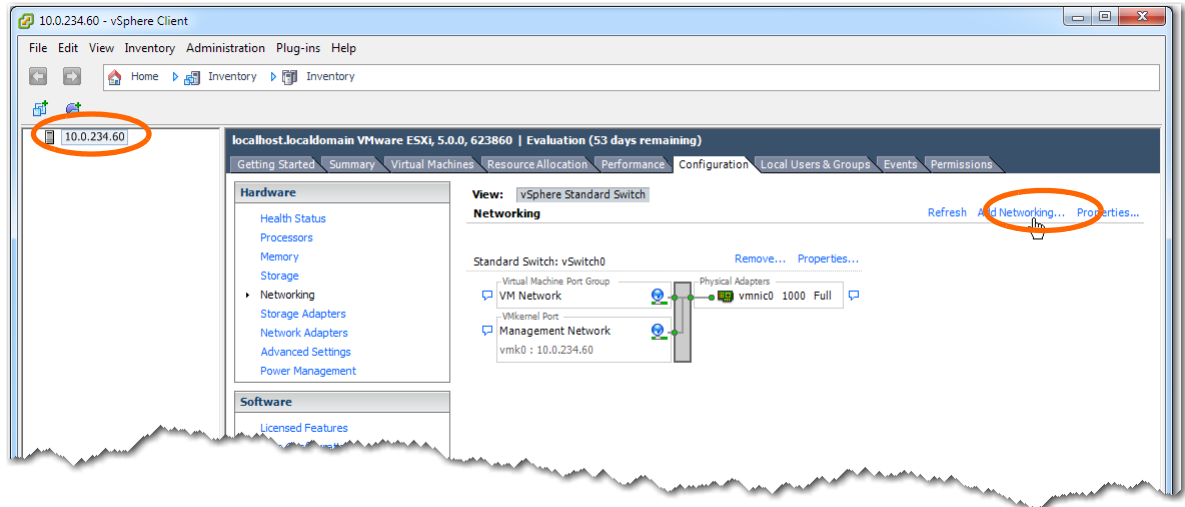 10.0.234.60 - vSphere Client
File Edit View Inventory Administration Plug-ins Help
Home Inventory Inventory
10.0.234.60
localhost.localdomain VMware ESXi, 5.0.0, 623860 | Evaluation (53 days remaining)
Getting Started Summary Virtual Machines Resource Allocation Performance Configuration Local Users & Groups Events Permissions
Hardware
Health Status
Processors
Memory
Storage
Networking
Storage Adapters
Network Adapters
Advanced Settings
Power Management
Software
Licensed Features
View: vSphere Standard Switch
Networking
Refresh Add Networking... Properties...
Standard Switch: vSwitch0 Remove... Properties...
Virtual Machine Port Group Physical Adapters
VM Network vmnic0 1000 Full
VMkernel Port
Management Network
vmk0 : 10.0.234.60